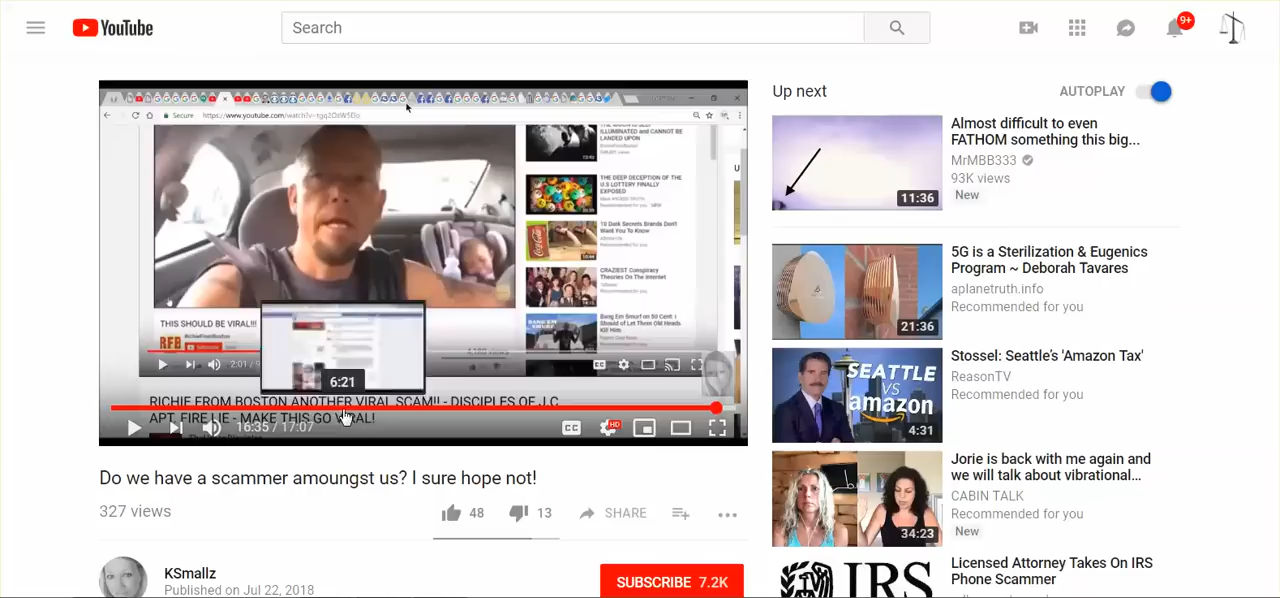 YouTube
Search
9+
Secure
https://www.youtube.com/watch?v=
ILLUMINATED and CANNOT BE
LANDED UPON
THE DEEP DECEPTION OF THE
U.S LOTTERY FINALLY
EXPOSED
10 Dark Secrets Brands Don't
Want You To Know
CRAZIEST Conspiracy
Theories On The Internet
Bang Em Smurf on 50 Cent: I
Should of Let Them Old Heads
Kill Him
THIS SHOULD BE VIRAL!!!
RFB
RichieFromBoston
2:01 / 9
6:21
RICHIE FROM BOSTON ANOTHER VIRAL SCAM!! - DISCIPLES OF J.C
APT. FIRE LIE - MAKE THIS GO VIRAL!
16:35 / 17:07
CC
HD
Do we have a scammer amoungst us? I sure hope not!
327 views
48
13
SHARE
KSmallz
Published on Jul 22, 2018
SUBSCRIBE 7.2K
Up next
AUTOPLAY
Almost difficult to even
FATHOM something this big...
MrMBB333
93K views
New
11:36
5G is a Sterilization & Eugenics
Program ~ Deborah Tavares
aplanetruth.info
Recommended for you
21:36
Stossel: Seattle's 'Amazon Tax'
ReasonTV
Recommended for you
SEATTLE
VS
amazon
4:31
Jorie is back with me again and
we will talk about vibrational...
CABIN TALK
Recommended for you
New
34:23
Licensed Attorney Takes On IRS
Phone Scammer
IRS